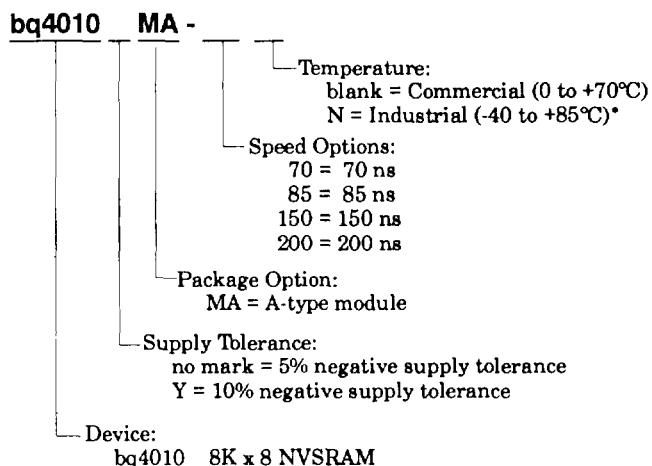 bq4010 MA -
Temperature:
blank = Commercial (0 to +70°C)
N = Industrial (-40 to +85°C)*
Speed Options:
70 = 70 ns
85 = 85 ns
150 = 150 ns
200 = 200 ns
Package Option:
MA = A-type module
Supply Tolerance:
no mark = 5% negative supply tolerance
Y = 10% negative supply tolerance
Device:
bq4010 8K x 8 NVSRAM